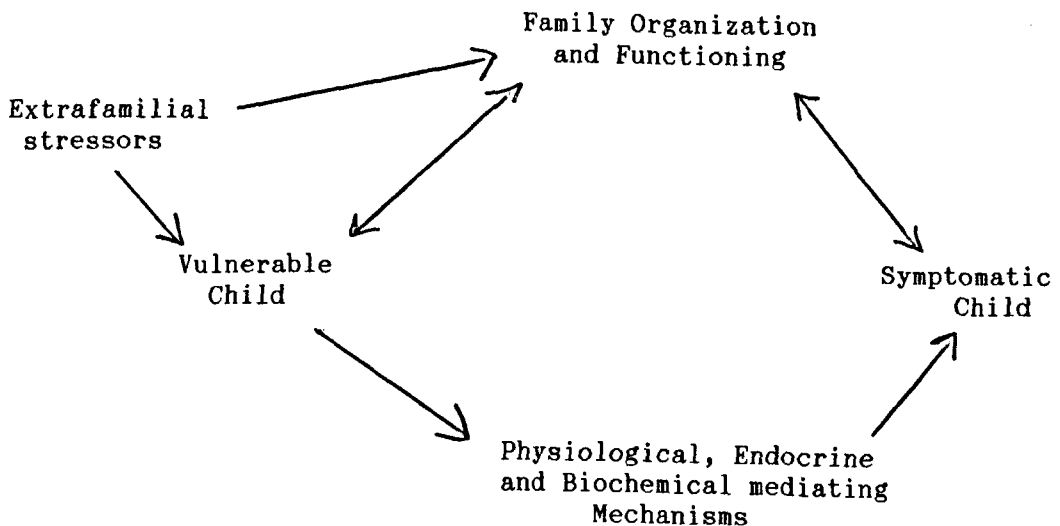 Family Organization
and Functioning
Extrafamilial
stressors
Vulnerable
Child
Symptomatic
Child
Physiological, Endocrine
and Biochemical mediating
Mechanisms